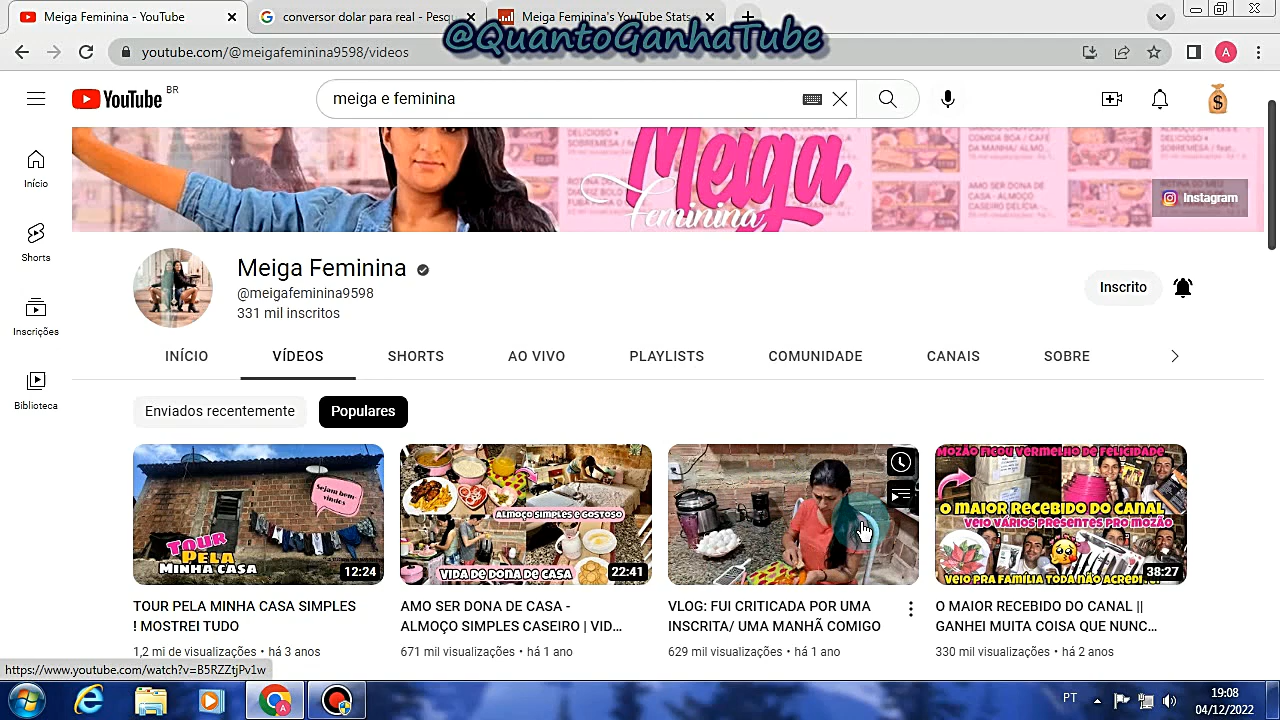 Meiga Feminina - YouTube
conversor dolar para real - Pesqu
Meiga Feminina's YouTube Stats
@QuantoGanhaTube
youtube.com/@meigafeminina9598/videos
A
YouTube BR
meiga e feminina
Início
Shorts
Inscrições
Biblioteca
Meiga
Feminina
Instagram
Meiga Feminina
@meigafeminina9598
331 mil inscritos
Inscrito
INÍCIO
VÍDEOS
SHORTS
AO VIVO
PLAYLISTS
COMUNIDADE
CANAIS
SOBRE
Enviados recentemente
Populares
Sejam bem-
vindos
TOUR
PELA
MINHA CASA
12:24
ALMOÇO SIMPLES E GOSTOSO
VIDA DE DONA DE CASA
22:41
MOZÃO FICOU VERMELHO DE FELICIDADE
O MAIOR RECEBIDO DO CANAL
VEIO VÁRIOS PRESENTES PRO MOZÃO
VEIO PRA FAMÍLIA TODA NÃO ACREDI
38:27
TOUR PELA MINHA CASA SIMPLES
! MOSTREI TUDO
1,2 mi de visualizações • há 3 anos
AMO SER DONA DE CASA -
ALMOÇO SIMPLES CASEIRO | VID...
671 mil visualizações • há 1 ano
VLOG: FUI CRITICADA POR UMA
INSCRITA/ UMA MANHÃ COMIGO
629 mil visualizações • há 1 ano
O MAIOR RECEBIDO DO CANAL ||
GANHEI MUITA COISA QUE NUNC...
330 mil visualizações • há 2 anos
https://www.youtube.com/watch?v=B5RZZtjPv1w
PT
19:08
04/12/2022